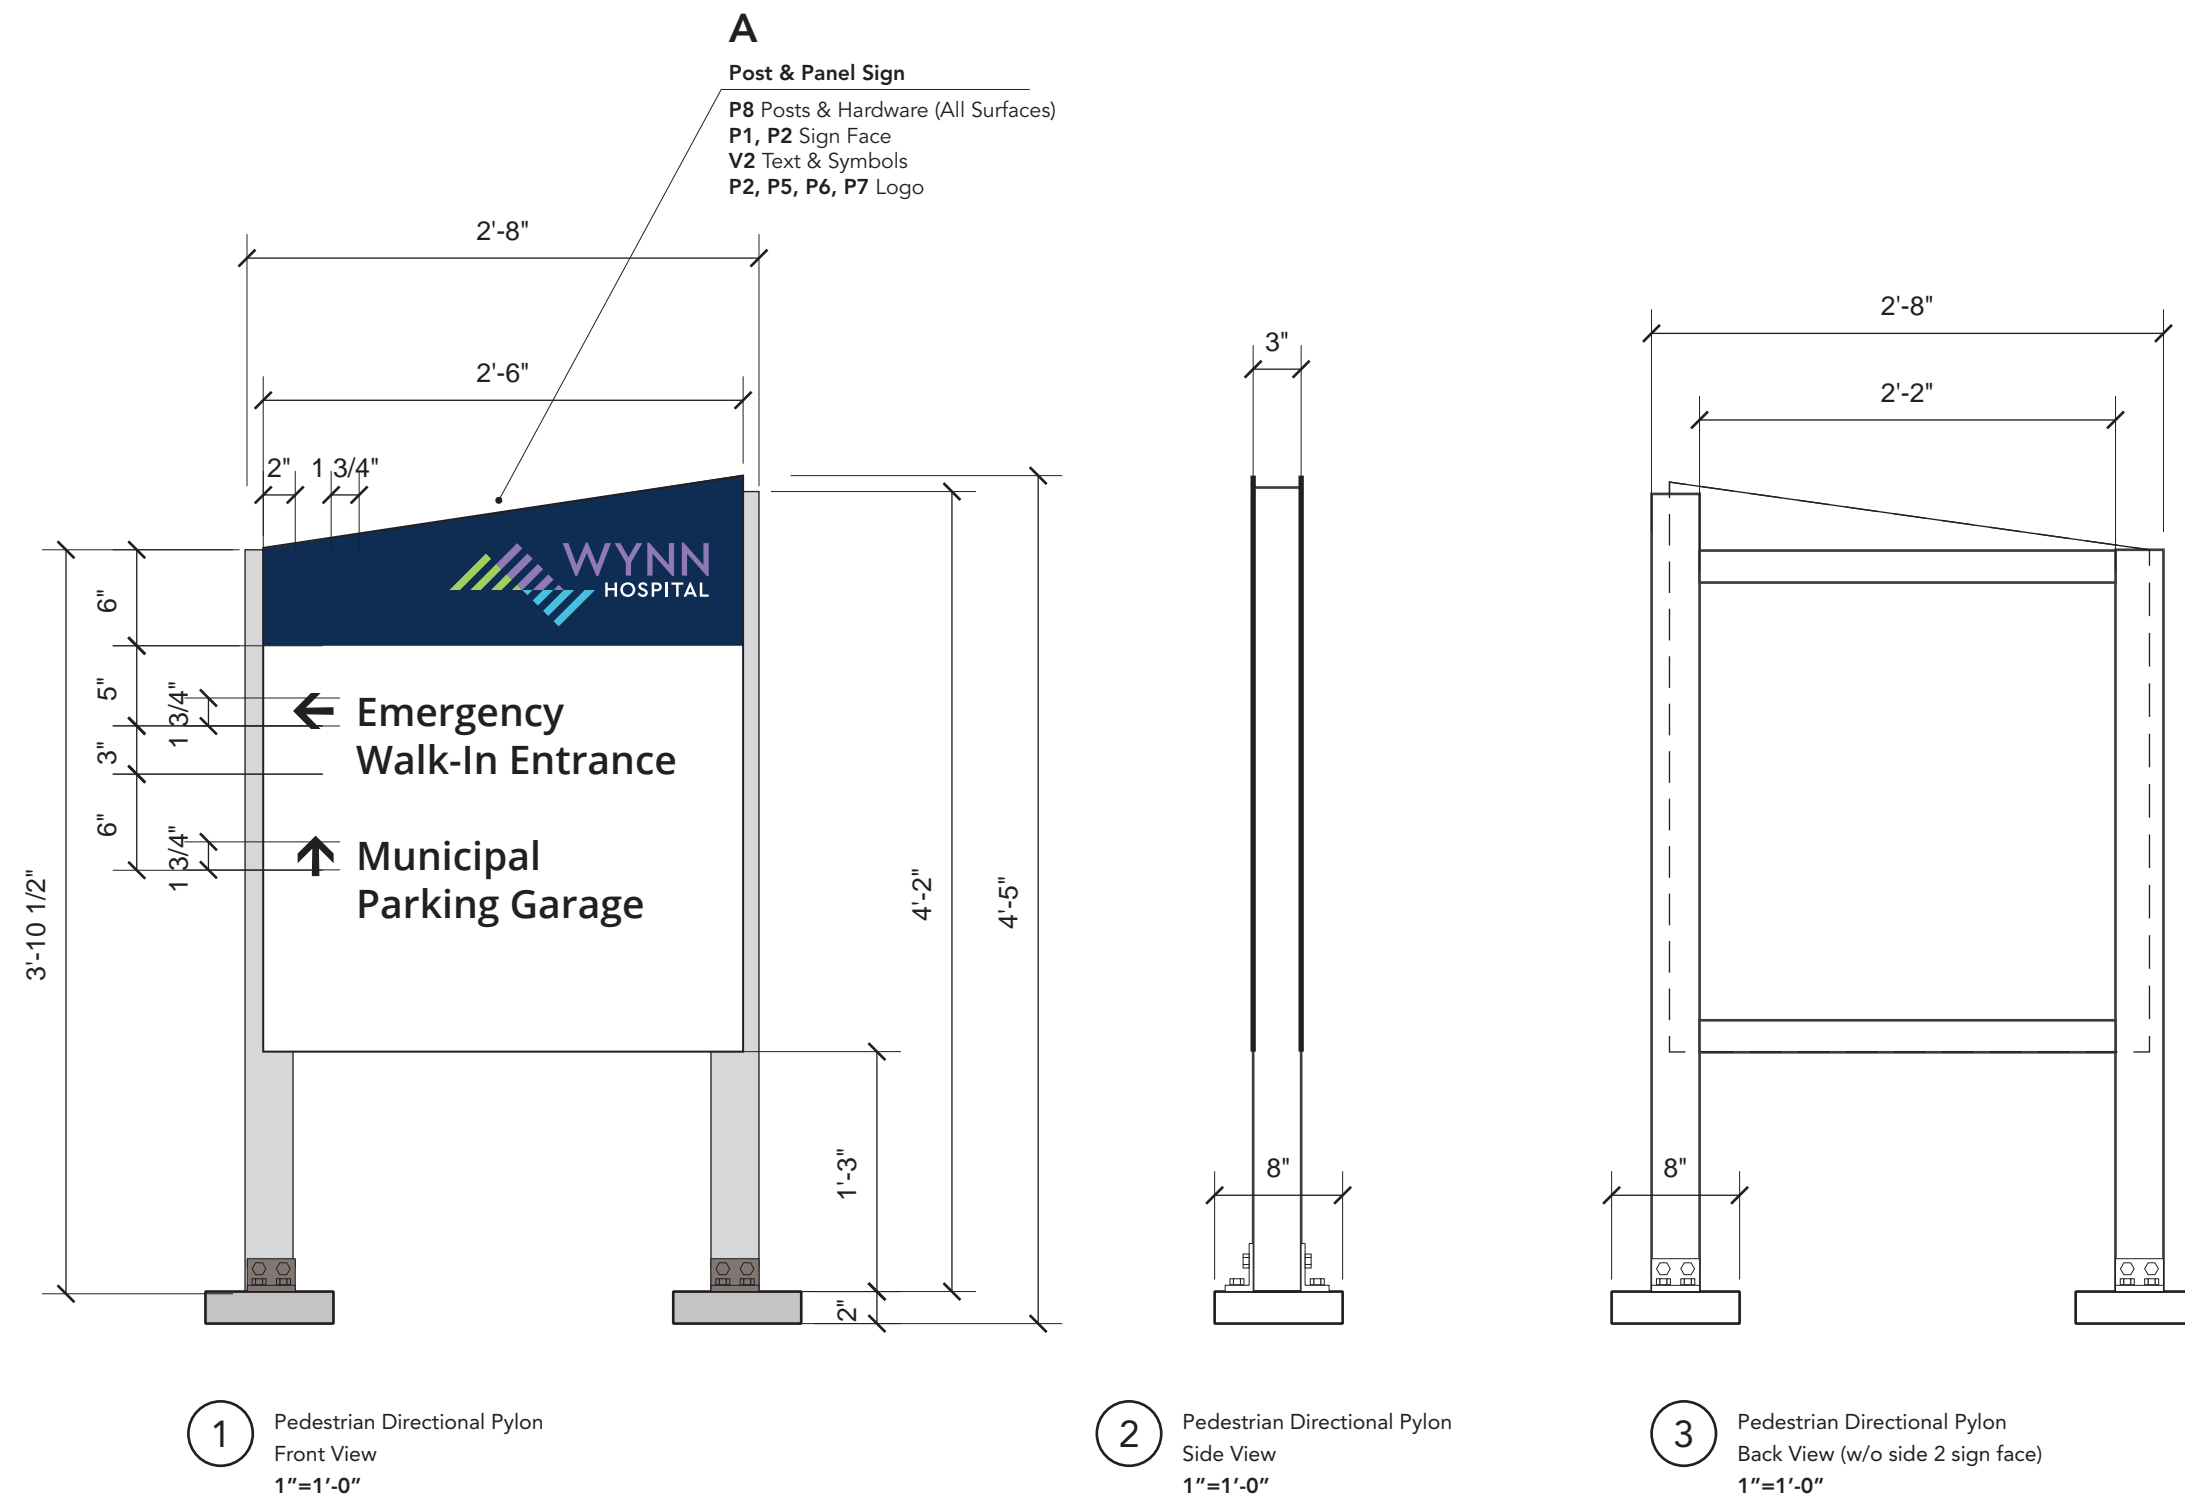 A
Post & Panel Sign
P8 Posts & Hardware (All Surfaces)
P1, P2 Sign Face
V2 Text & Symbols
P2, P5, P6, P7 Logo
2'-8"
2'-6"
2"
1 3/4"
6"
5"
1 3/4"
3"
6"
1 3/4"
3'-10 1/2"
WYNN
HOSPITAL
Emergency
Walk-In Entrance
Municipal
Parking Garage
4'-2"
4'-5"
1'-3"
2"
3"
8"
2'-8"
2'-2"
8"
1
Pedestrian Directional Pylon
Front View
1"=1'-0"
2
Pedestrian Directional Pylon
Side View
1"=1'-0"
3
Pedestrian Directional Pylon
Back View (w/o side 2 sign face)
1"=1'-0"